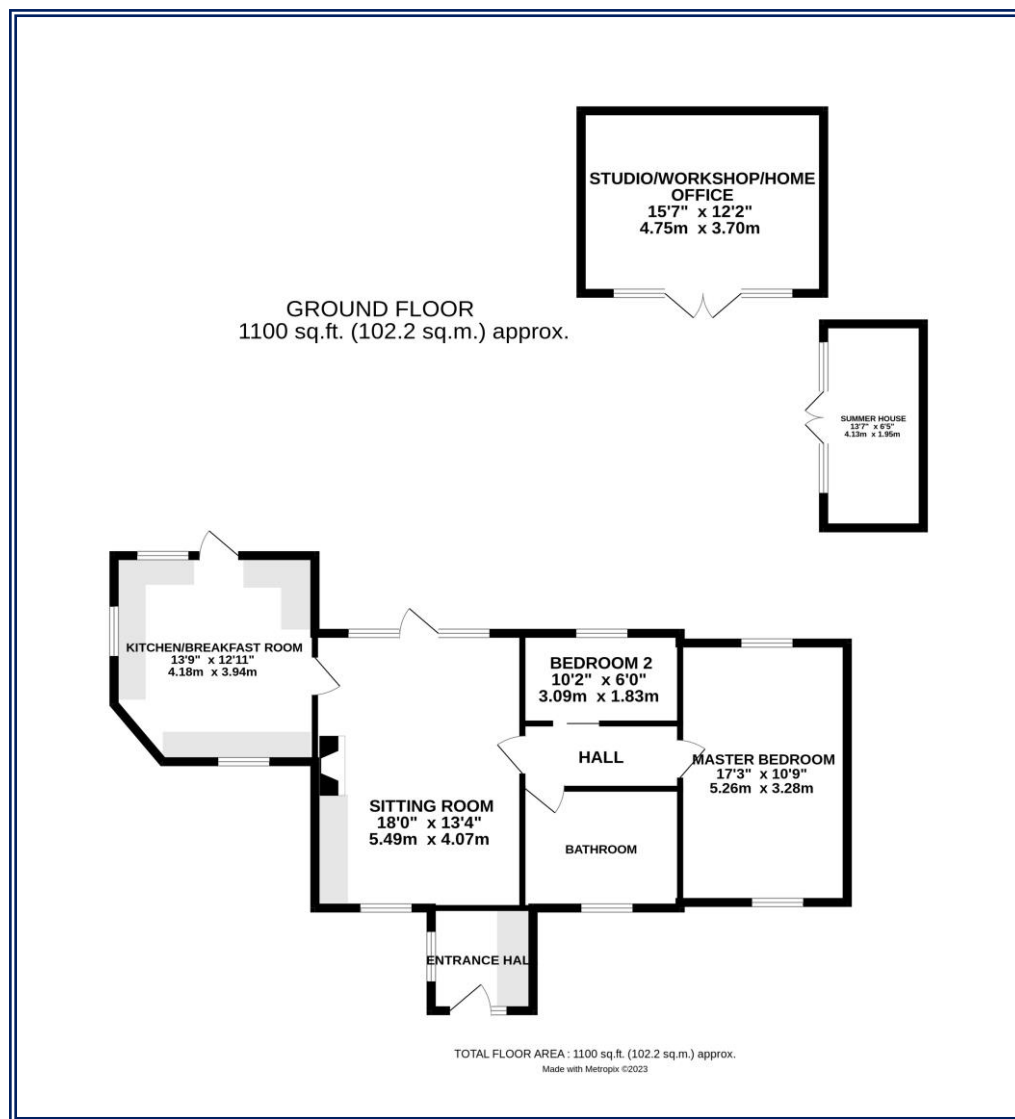 STUDIO/WORKSHOP/HOME
OFFICE
15'7" x 12'2"
4.75m x 3.70m
GROUND FLOOR
1100 sq.ft. (102.2 sq.m.) approx.
SUMMER HOUSE
13'7" x 6'5"
4.13m x 1.95m
KITCHEN/BREAKFAST ROOM
13'9" x 12'11"
4.18m x 3.94m
BEDROOM 2
10'2" x 6'0"
3.09m x 1.83m
HALL
MASTER BEDROOM
17'3" x 10'9"
5.26m x 3.28m
SITTING ROOM
18'0" x 13'4"
5.49m x 4.07m
BATHROOM
ENTRANCE HALL
TOTAL FLOOR AREA : 1100 sq.ft. (102.2 sq.m.) approx.
Made with Metropix ©2023